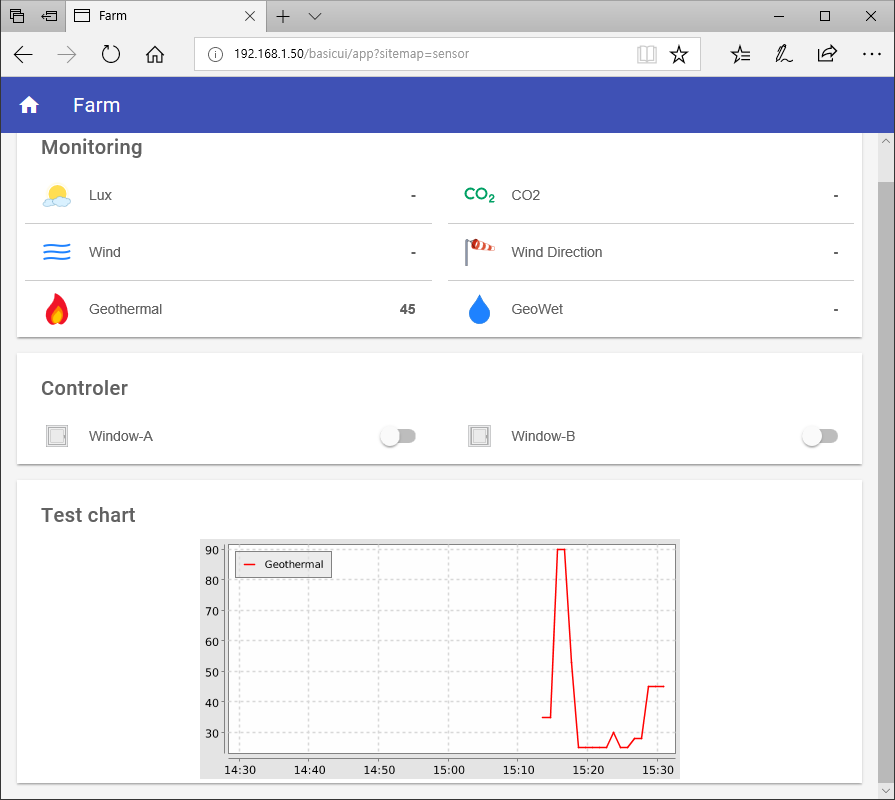 Farm
192.168.1.50/basicui/app?sitemap=sensor
Farm
Monitoring
Lux -
CO2 CO2 -
Wind -
Wind Direction -
Geothermal 45
GeoWet -
Controler
Window-A
Window-B
Test chart
Geothermal
90
80
70
60
50
40
30
14:30 14:40 14:50 15:00 15:10 15:20 15:30